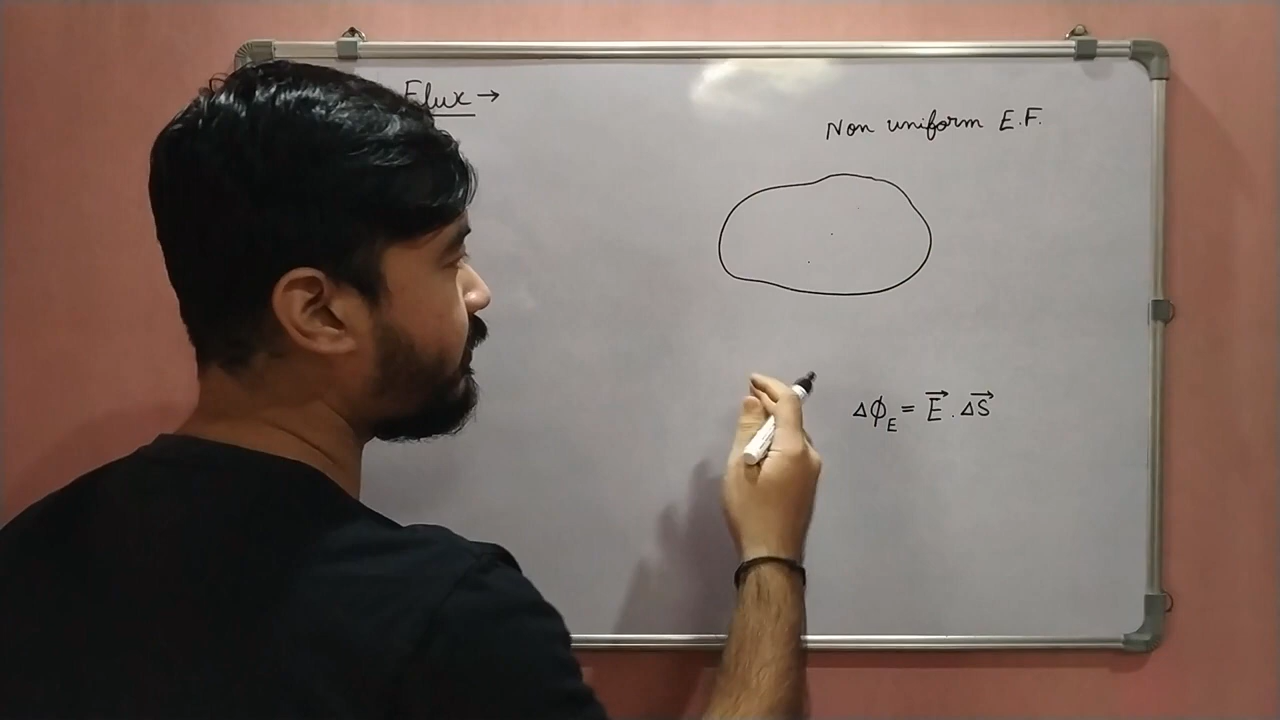 Flux →
Non uniform E.F.
Δϕ_E = E⃗ . ΔS⃗